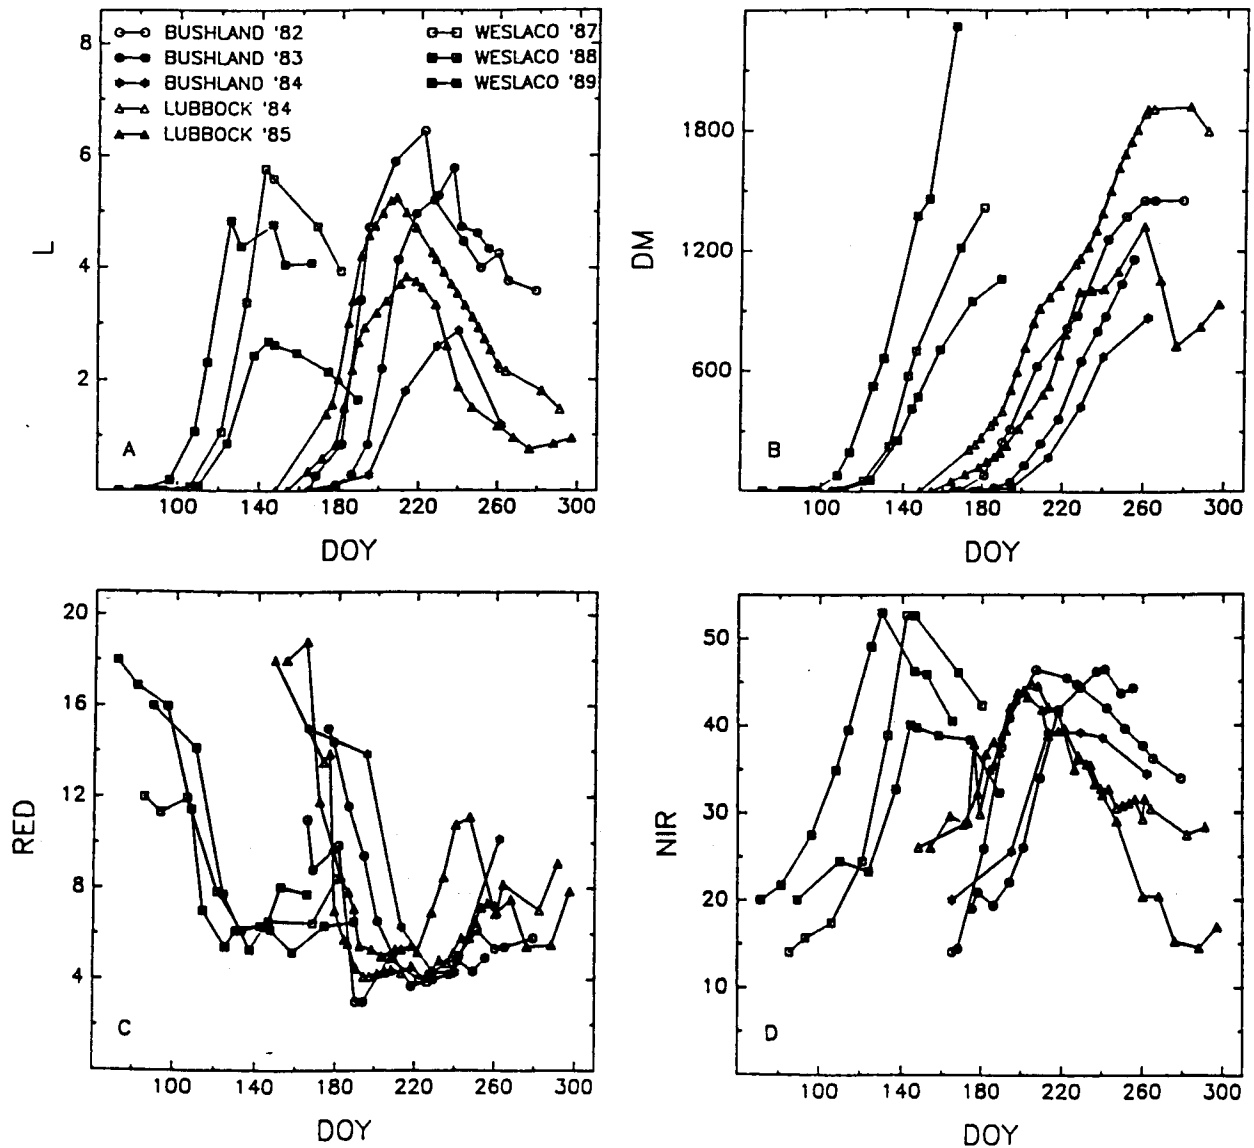 8
6
4
2
L
BUSHLAND '82
BUSHLAND '83
BUSHLAND '84
LUBBOCK '84
LUBBOCK '85
WESLACO '87
WESLACO '88
WESLACO '89
A
100 140 180 220 260 300
DOY
1800
1200
600
DM
B
100 140 180 220 260 300
DOY
20
16
12
8
4
RED
C
100 140 180 220 260 300
DOY
50
40
30
20
10
NIR
D
100 140 180 220 260 300
DOY